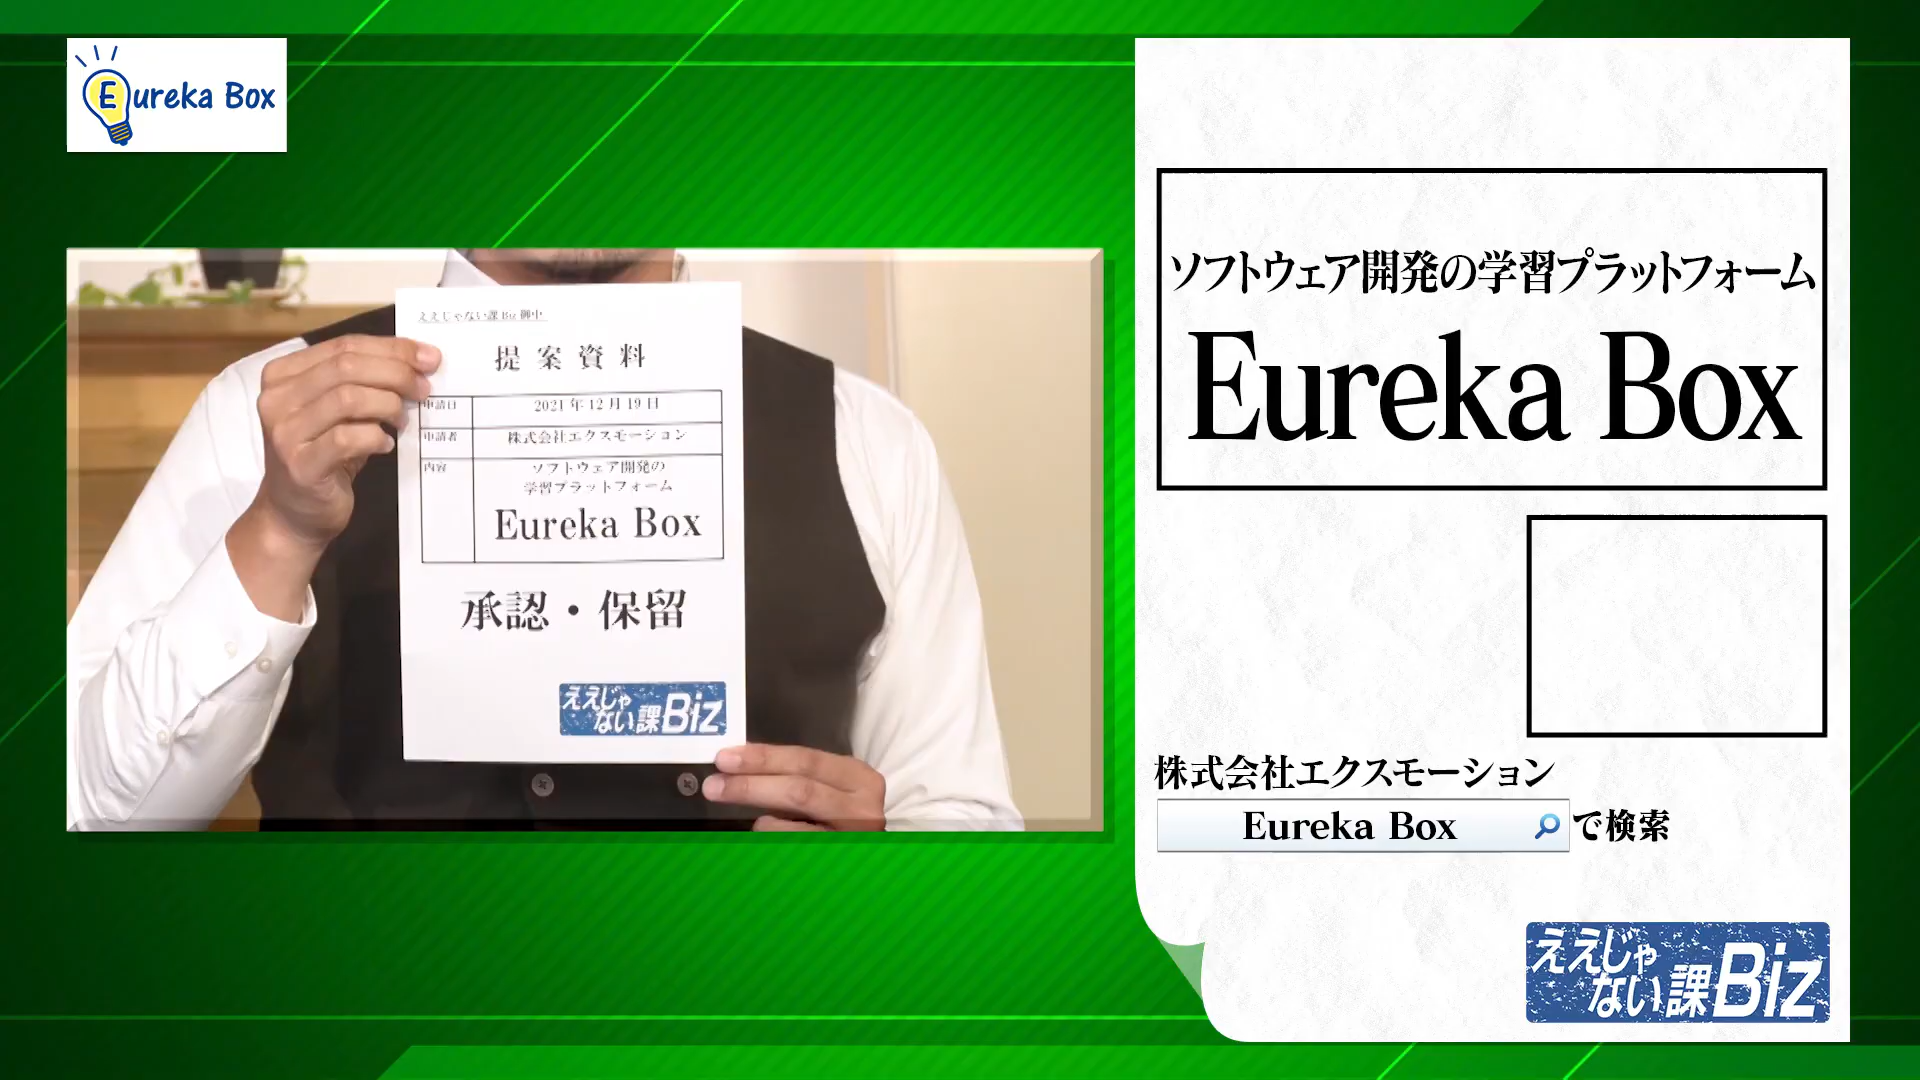 Eureka Box
ええじゃない課Biz 御中
提案資料
申請日
2021年12月19日
申請者
株式会社エクスモーション
内容
ソフトウェア開発の
学習プラットフォーム
Eureka Box
承認・保留
ええじゃ
ない課Biz
ソフトウェア開発の学習プラットフォーム
Eureka Box
株式会社エクスモーション
Eureka Box で検索
ええじゃ
ない課Biz